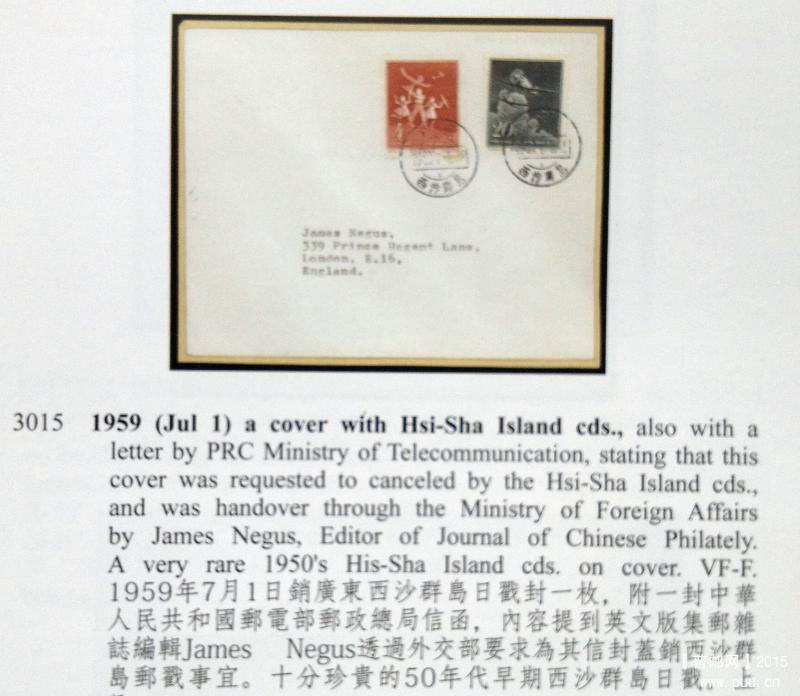 James Negus,
339 Prince Regent Lane,
London, E.16,
England.
3015 1959 (Jul 1) a cover with Hsi-Sha Island cds., also with a
letter by PRC Ministry of Telecommunication, stating that this
cover was requested to canceled by the Hsi-Sha Island cds.,
and was handover through the Ministry of Foreign Affairs
by James Negus, Editor of Journal of Chinese Philately.
A very rare 1950's His-Sha Island cds. on cover. VF-F.
1959年7月1日銷廣東西沙群島日戳封一枚，附一封中華
人民共和國郵電部郵政總局信函，內容提到英文版集郵雜
誌編輯James Negus透過外交部要求為其信封蓋銷西沙群
島郵戳事宜。十分珍貴的50年代早期西沙群島日戳
2015
www.ouu.cn